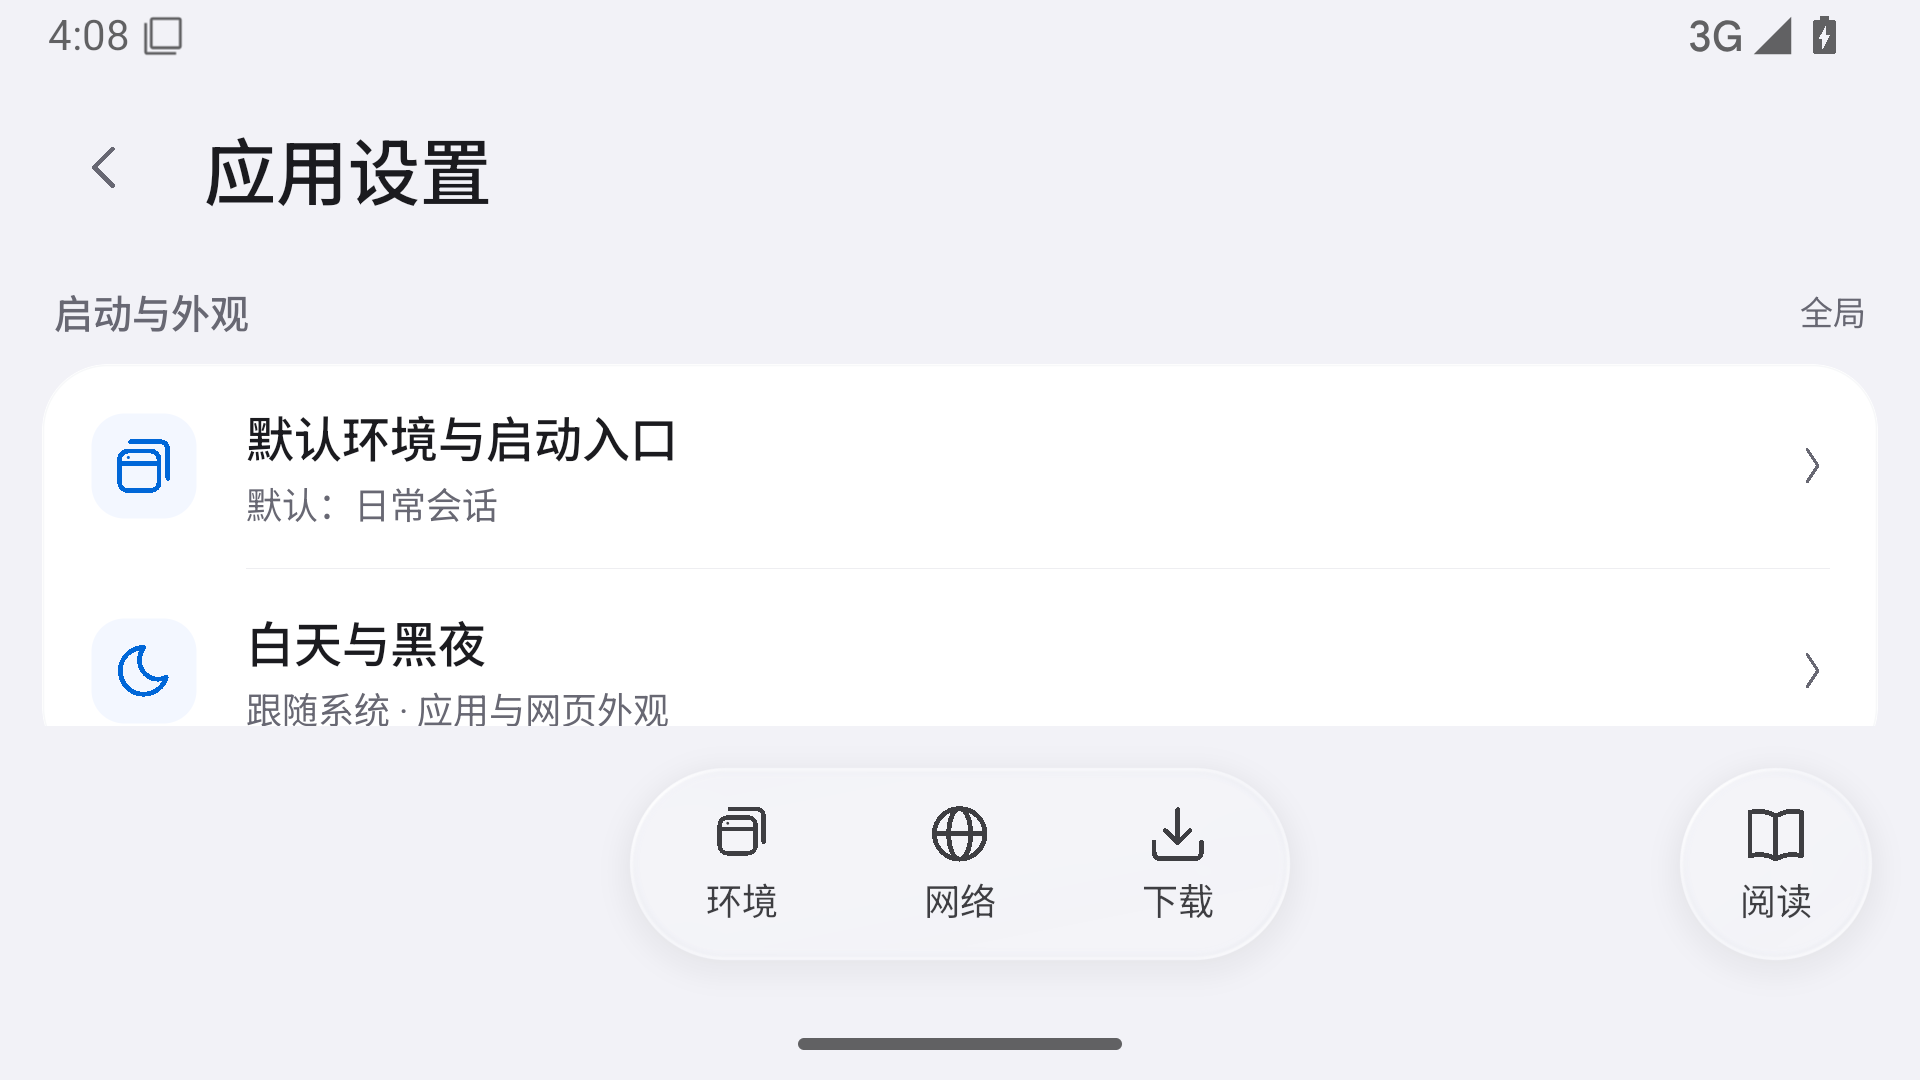 4:08
3G
应用设置
启动与外观
全局
默认环境与启动入口
默认：日常会话
白天与黑夜
跟随系统 · 应用与网页外观
环境
网络
下载
阅读